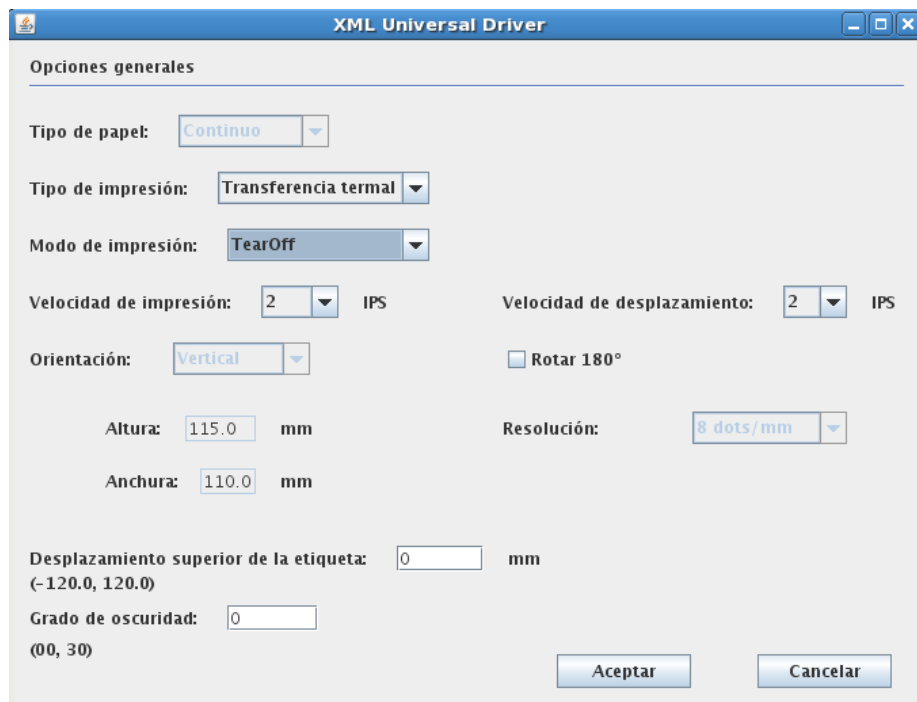 XML Universal Driver
Opciones generales
Tipo de papel: Continuo
Tipo de impresión: Transferencia termal
Modo de impresión: TearOff
Velocidad de impresión: 2 IPS Velocidad de desplazamiento: 2 IPS
Orientación: Vertical Rotar 180°
Altura: 115.0 mm Resolución: 8 dots/mm
Anchura: 110.0 mm
Desplazamiento superior de la etiqueta: 0 mm
(-120.0, 120.0)
Grado de oscuridad: 0
(00, 30)
Aceptar Cancelar